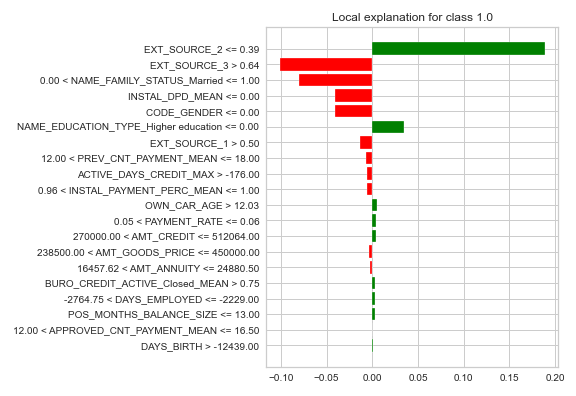 Local explanation for class 1.0
EXT_SOURCE_2 <= 0.39
EXT_SOURCE_3 > 0.64
0.00 < NAME_FAMILY_STATUS_Married <= 1.00
INSTAL_DPD_MEAN <= 0.00
CODE_GENDER <= 0.00
NAME_EDUCATION_TYPE_Higher education <= 0.00
EXT_SOURCE_1 > 0.50
12.00 < PREV_CNT_PAYMENT_MEAN <= 18.00
ACTIVE_DAYS_CREDIT_MAX > -176.00
0.96 < INSTAL_PAYMENT_PERC_MEAN <= 1.00
OWN_CAR_AGE > 12.03
0.05 < PAYMENT_RATE <= 0.06
270000.00 < AMT_CREDIT <= 512064.00
238500.00 < AMT_GOODS_PRICE <= 450000.00
16457.62 < AMT_ANNUITY <= 24880.50
BURO_CREDIT_ACTIVE_Closed_MEAN > 0.75
-2764.75 < DAYS_EMPLOYED <= -2229.00
POS_MONTHS_BALANCE_SIZE <= 13.00
12.00 < APPROVED_CNT_PAYMENT_MEAN <= 16.50
DAYS_BIRTH > -12439.00
−0.10 −0.05 0.00 0.05 0.10 0.15 0.20